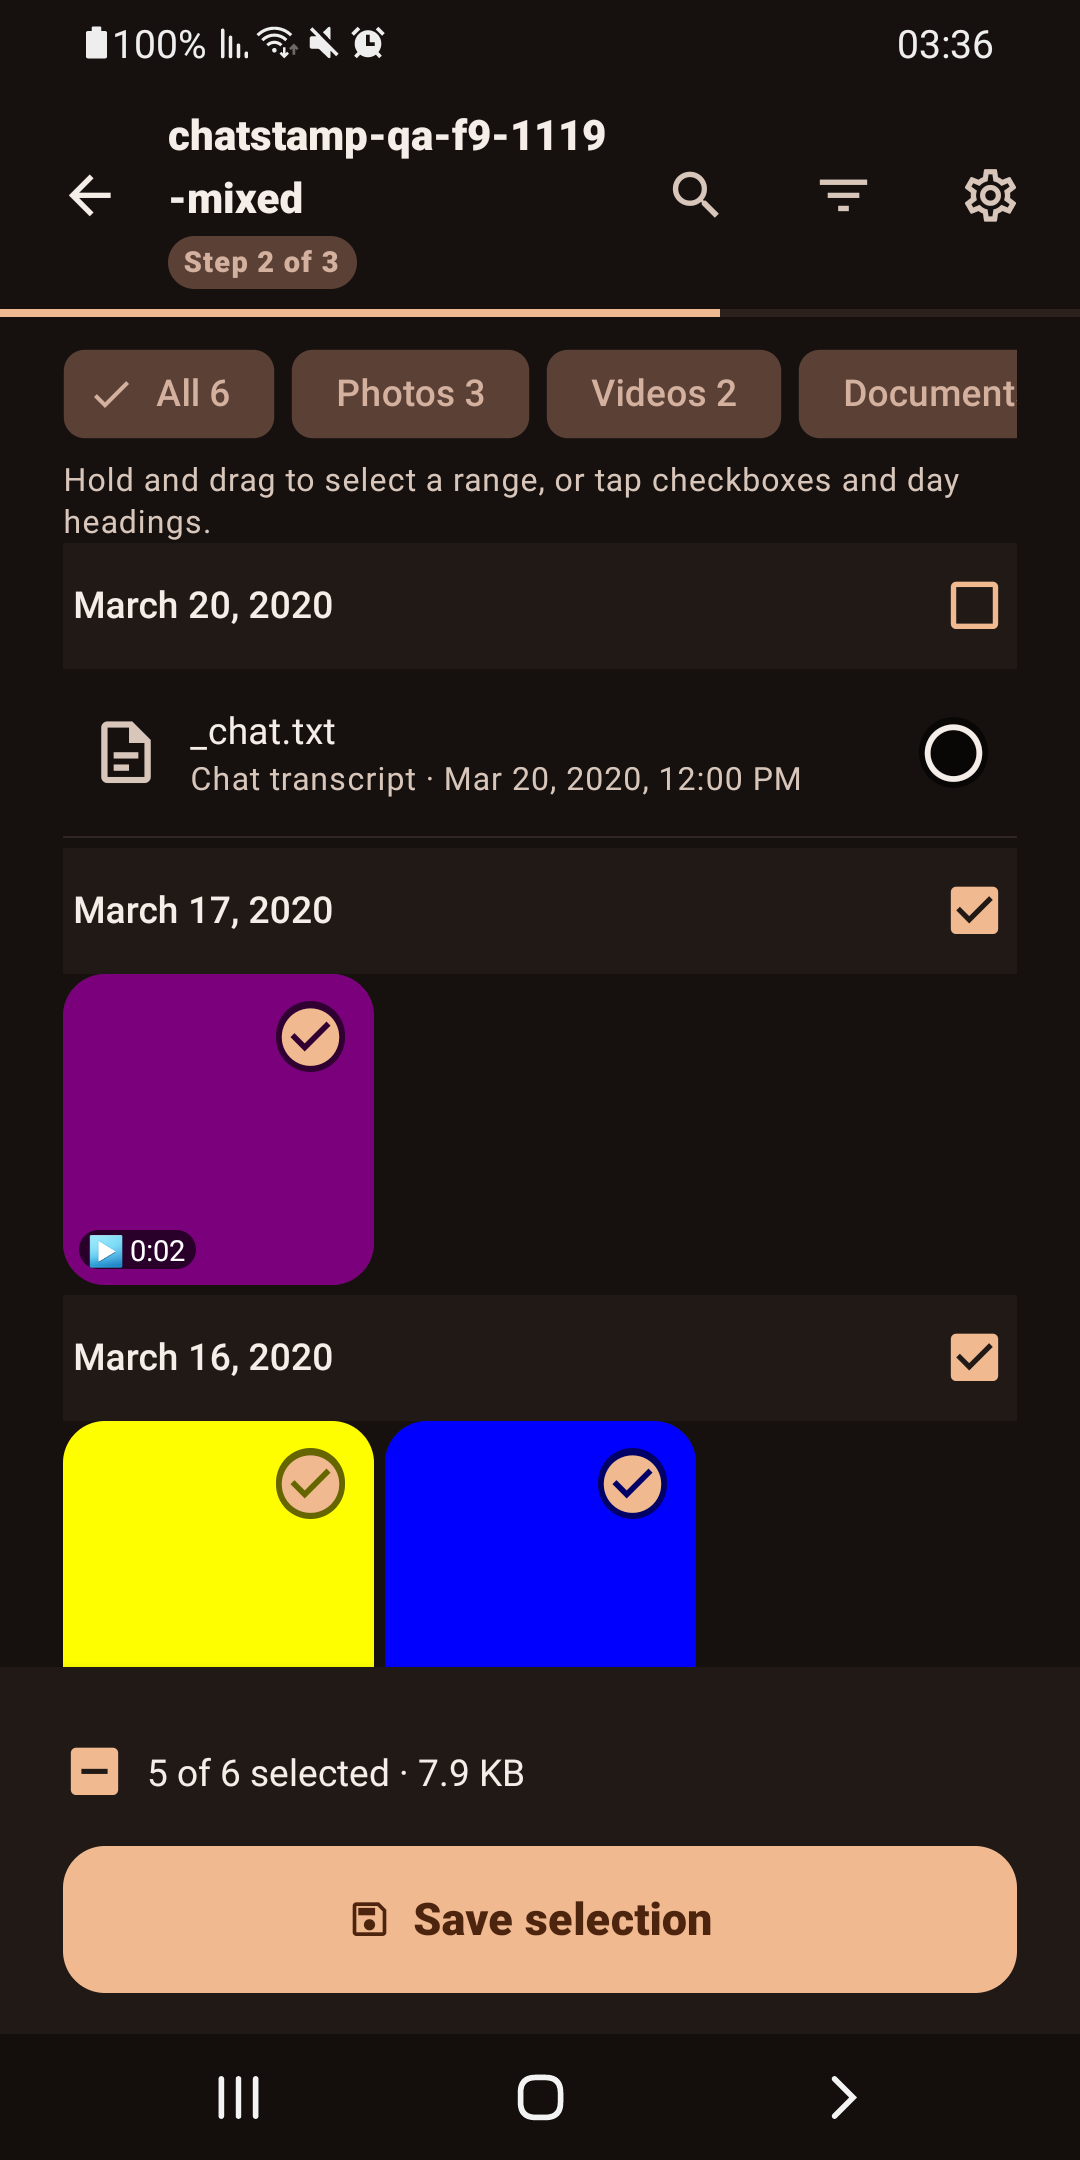 100%
03:36
chatstamp-qa-f9-1119
-mixed
Step 2 of 3
All 6
Photos 3
Videos 2
Document
Hold and drag to select a range, or tap checkboxes and day
headings.
March 20, 2020
_chat.txt
Chat transcript · Mar 20, 2020, 12:00 PM
March 17, 2020
0:02
March 16, 2020
5 of 6 selected · 7.9 KB
Save selection